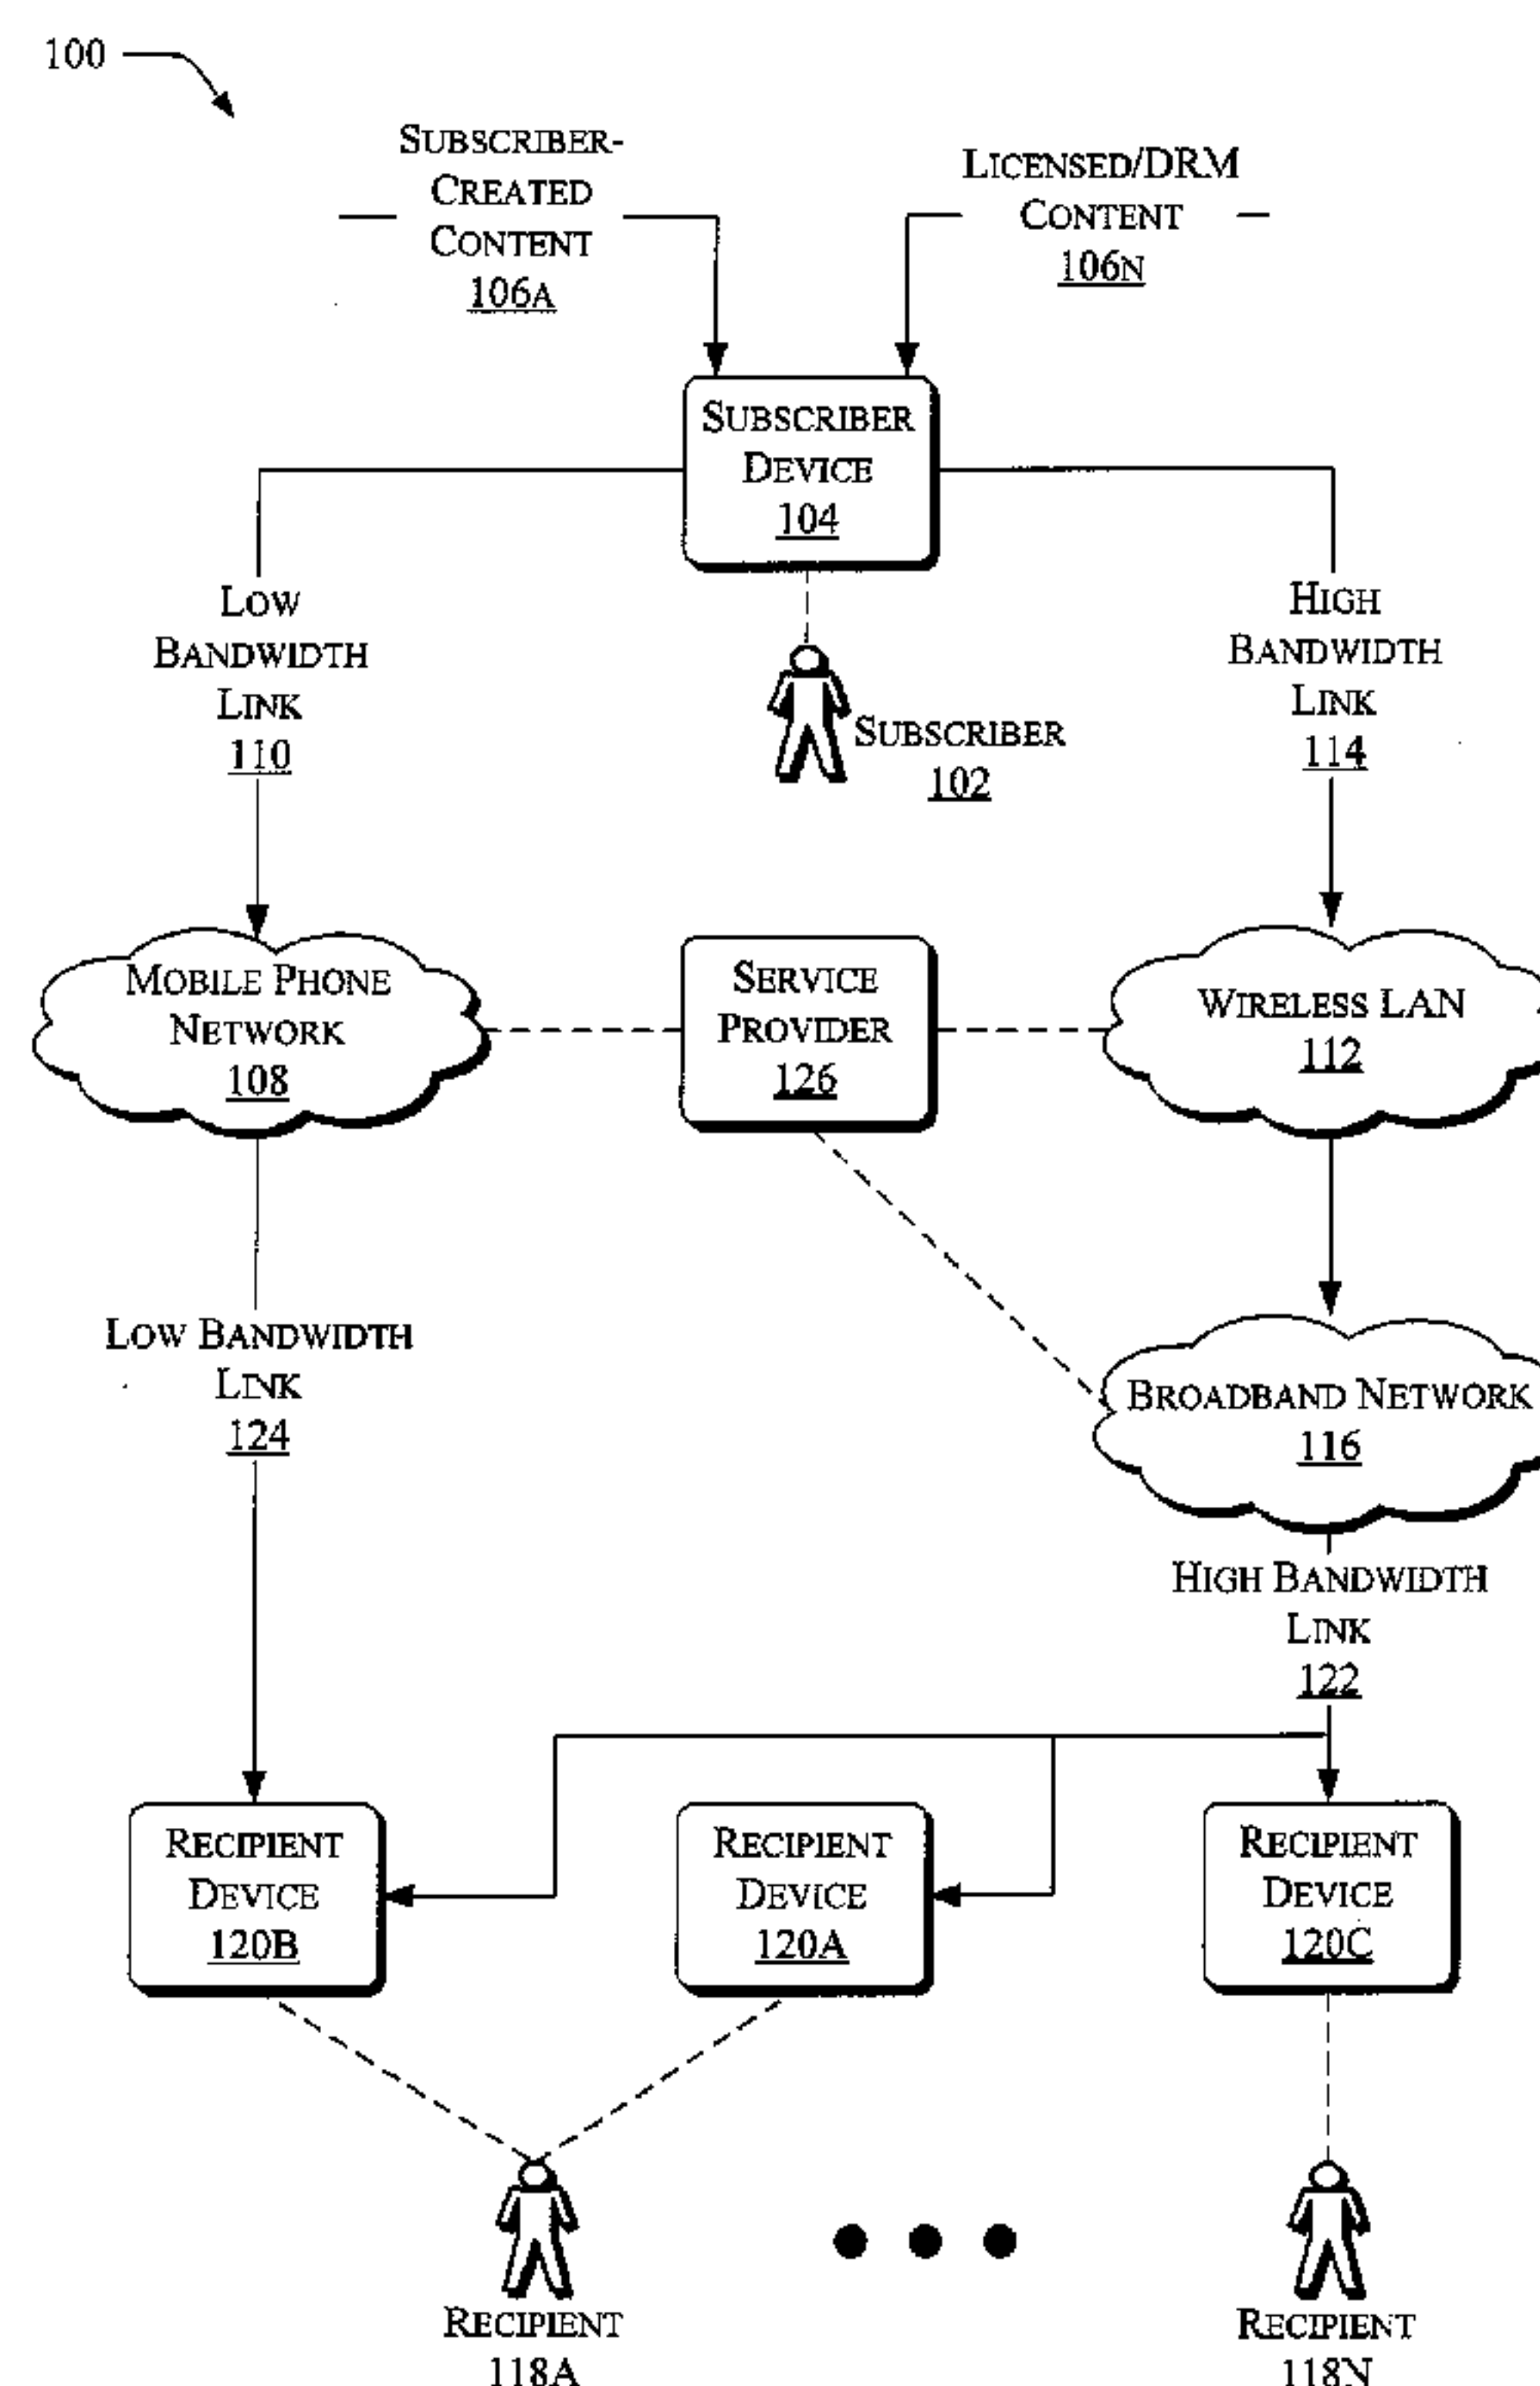 100
SUBSCRIBER-
CREATED
CONTENT
106A
LICENSED/DRM
CONTENT
106N
SUBSCRIBER
DEVICE
104
LOW
BANDWIDTH
LINK
110
HIGH
BANDWIDTH
LINK
114
SUBSCRIBER
102
MOBILE PHONE
NETWORK
108
SERVICE
PROVIDER
126
WIRELESS LAN
112
LOW BANDWIDTH
LINK
124
BROADBAND NETWORK
116
HIGH BANDWIDTH
LINK
122
RECIPIENT
DEVICE
120B
RECIPIENT
DEVICE
120A
RECIPIENT
DEVICE
120C
RECIPIENT
118A
RECIPIENT
118N